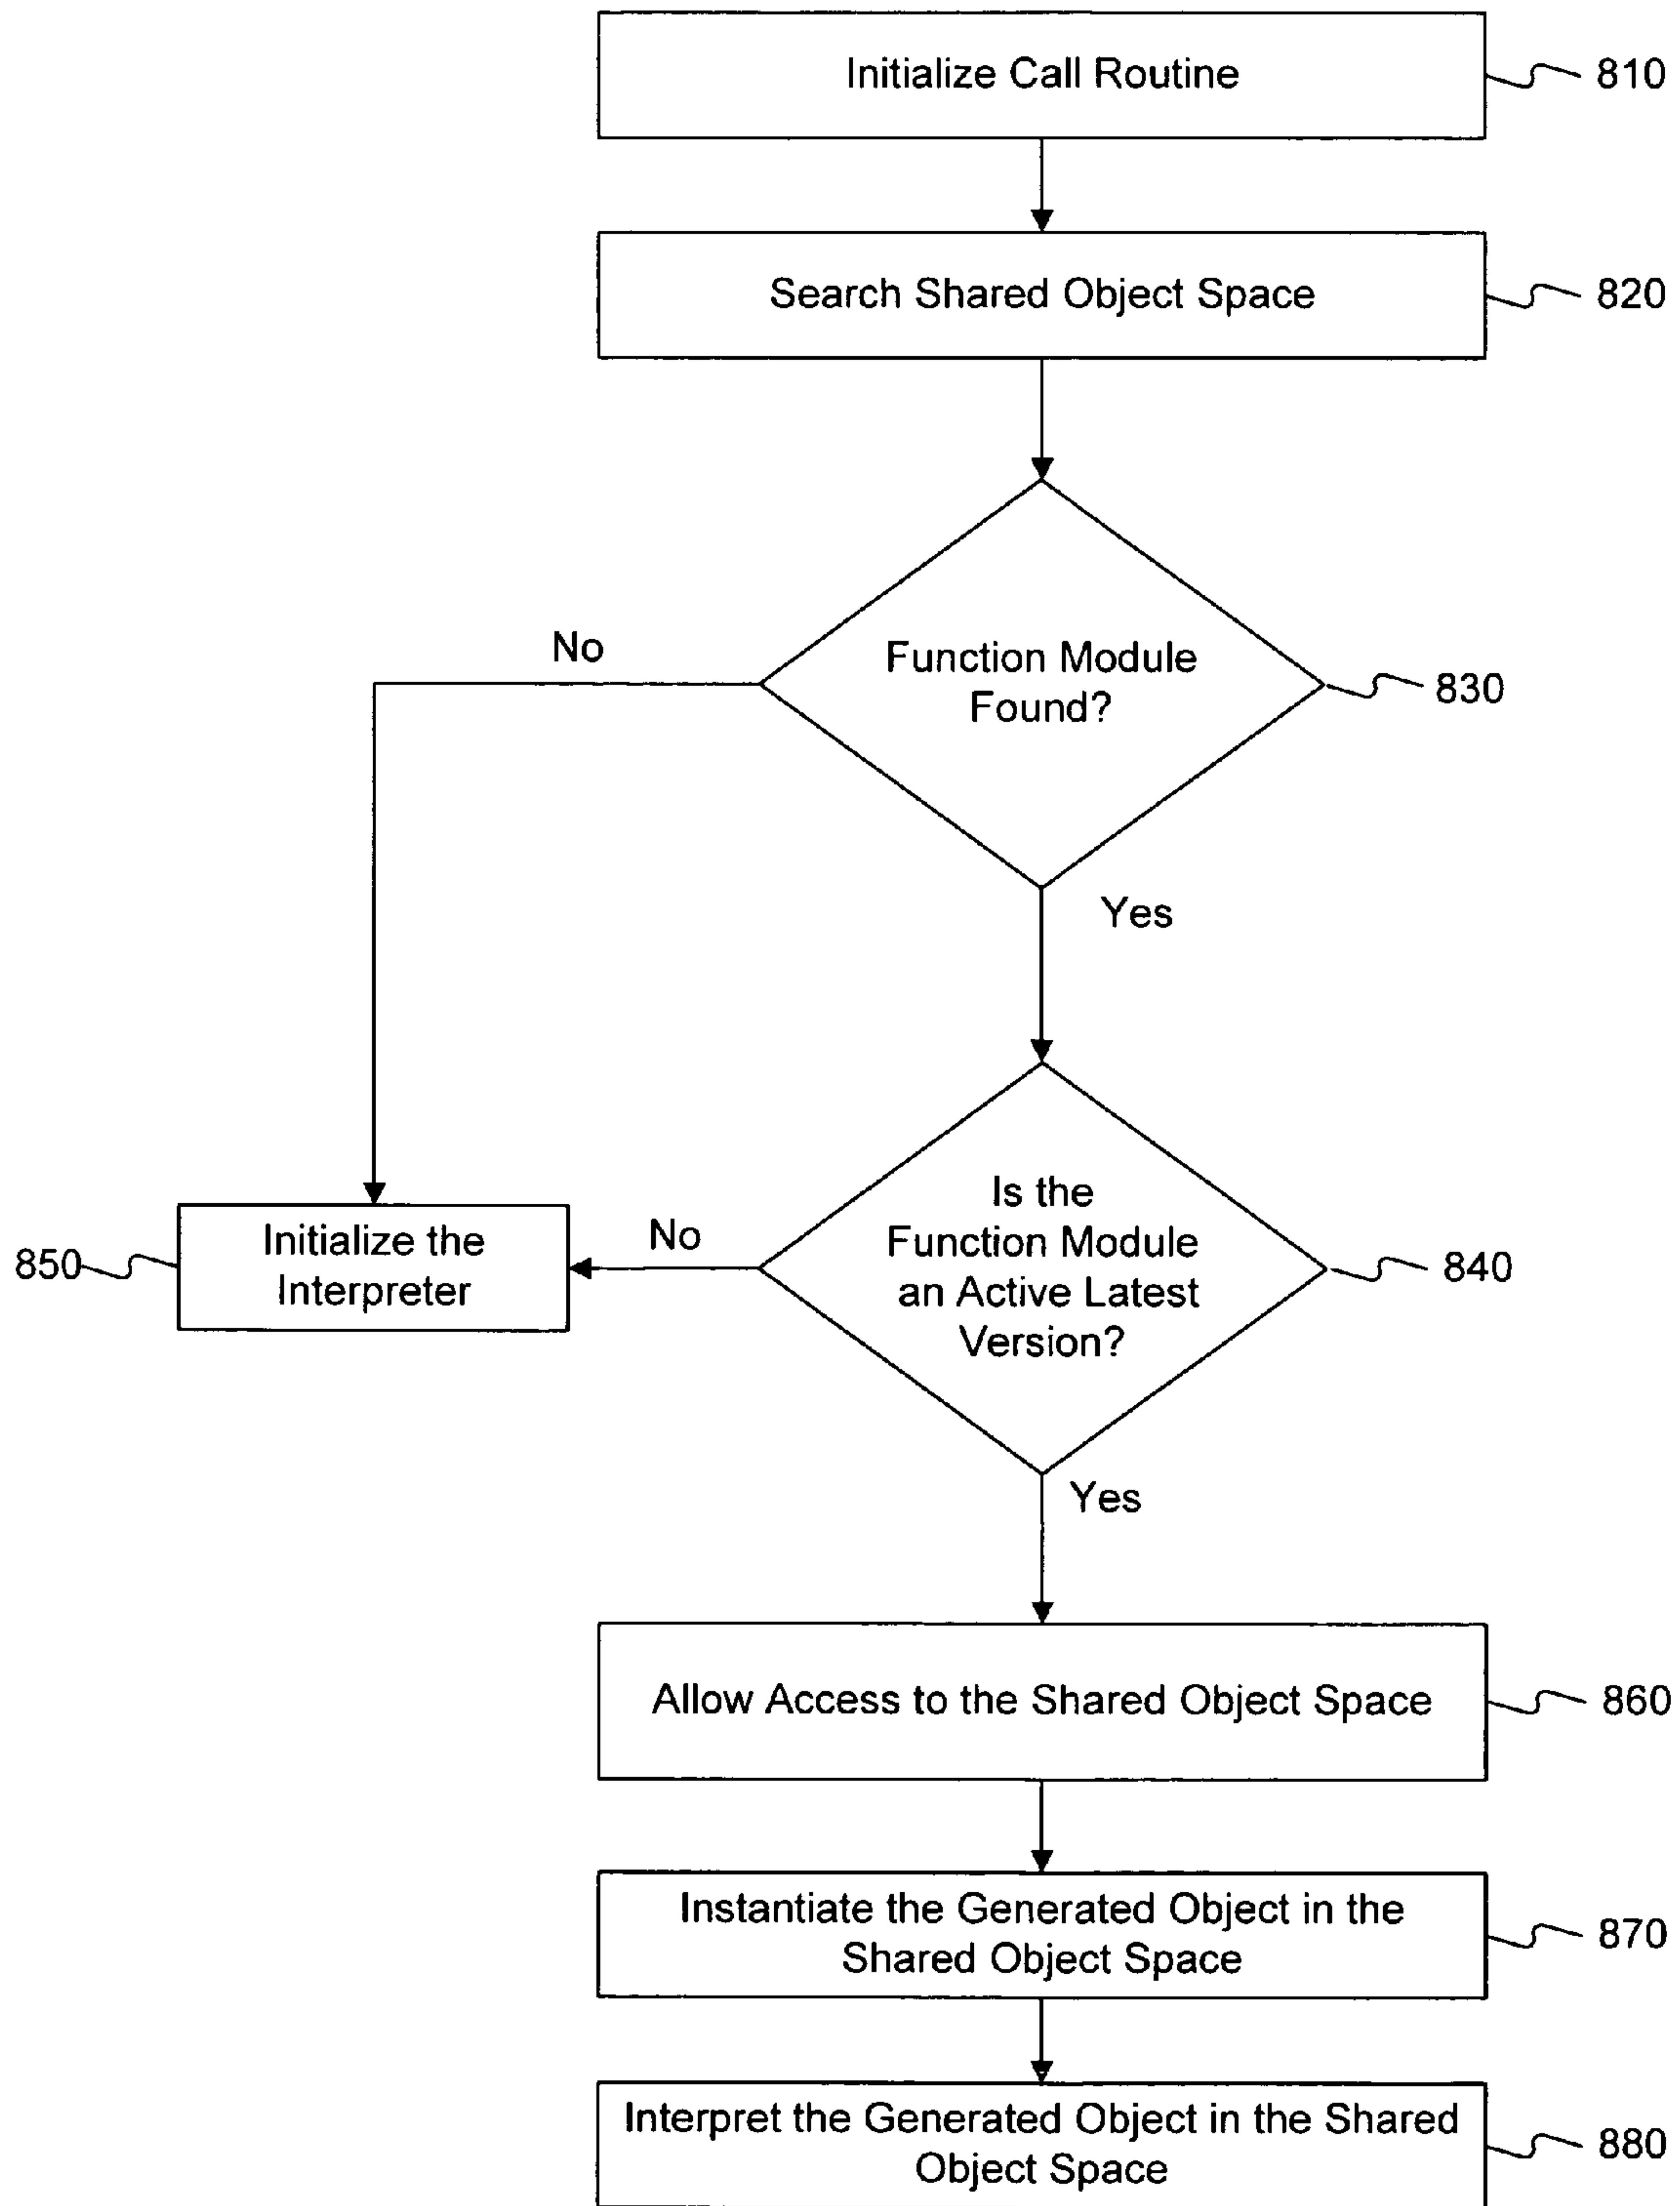 Initialize Call Routine
810
Search Shared Object Space
820
No
Function Module
Found?
830
Yes
Is the
Function Module
an Active Latest
Version?
840
No
Initialize the
Interpreter
850
Yes
Allow Access to the Shared Object Space
860
Instantiate the Generated Object in the
Shared Object Space
870
Interpret the Generated Object in the Shared
Object Space
880